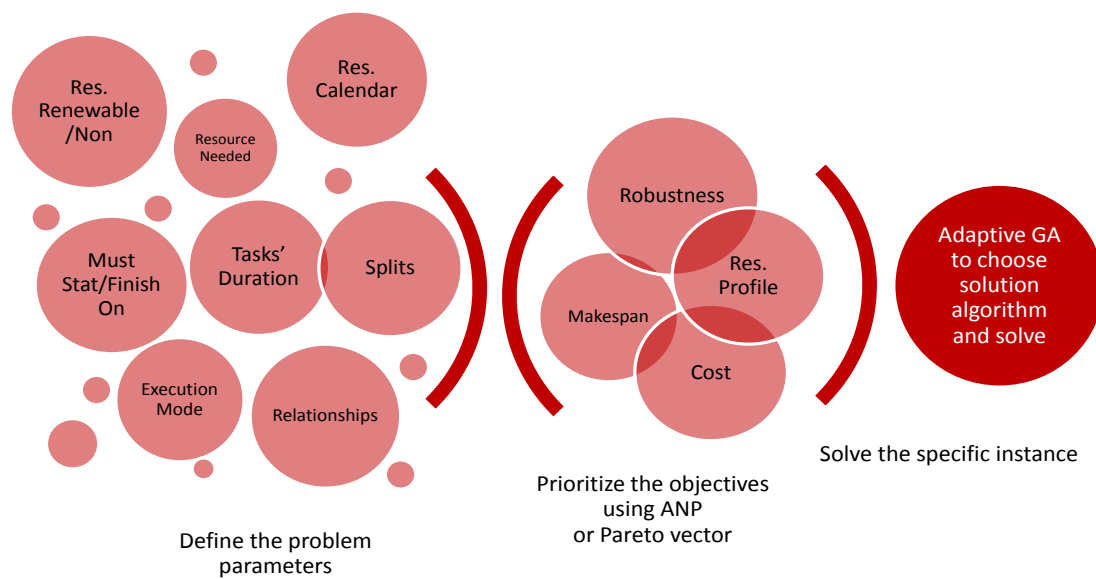 Res.
Renewable
/Non
Resource
Needed
Res.
Calendar
Must
Stat/Finish
On
Tasks'
Duration
Splits
Execution
Mode
Relationships
Define the problem
parameters
Robustness
Res.
Profile
Makespan
Cost
Prioritize the objectives
using ANP
or Pareto vector
Adaptive GA
to choose
solution
algorithm
and solve
Solve the specific instance